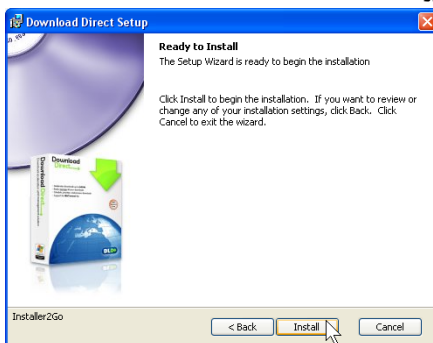 Download Direct Setup
Ready to Install
The Setup Wizard is ready to begin the installation
Click Install to begin the installation. If you want to review or
change any of your installation settings, click Back. Click
Cancel to exit the wizard.
Download
Direct
Download
Direct
Installer2Go
< Back
Install
Cancel